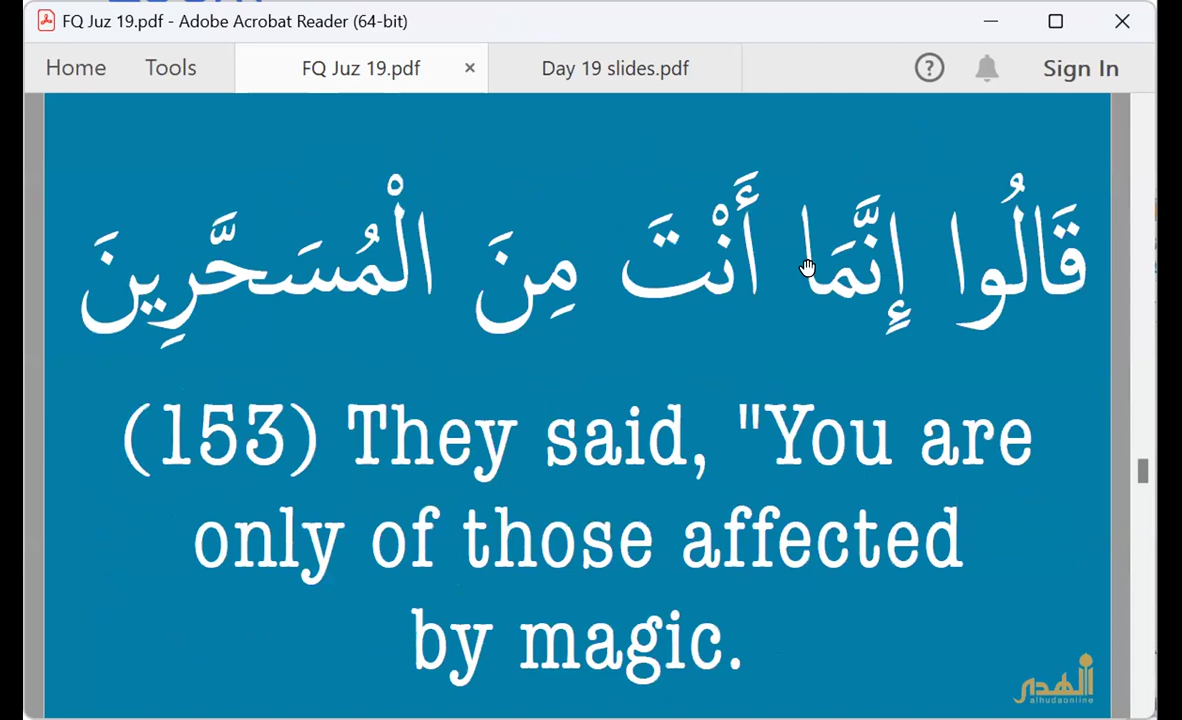 FQ Juz 19.pdf - Adobe Acrobat Reader (64-bit)
Home Tools FQ Juz 19.pdf × Day 19 slides.pdf ? Sign In
قَالُوا إِنَّمَا أَنْتَ مِنَ الْمُسَحَّرِينَ
(153) They said, "You are
only of those affected
by magic.
الهدى
alhudaonline